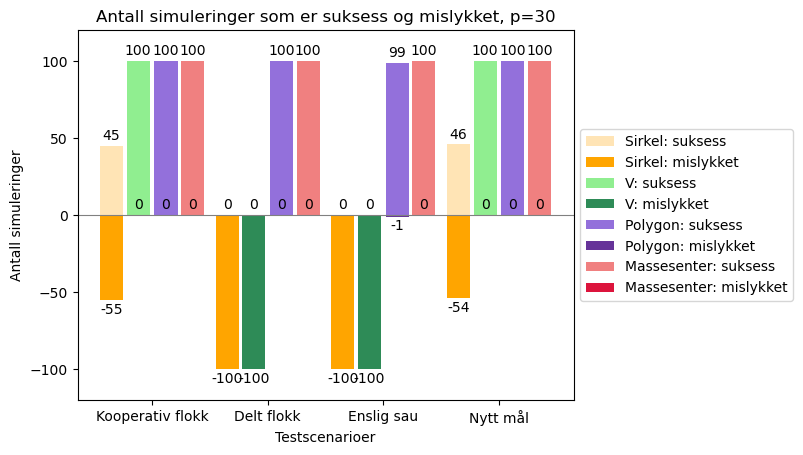 Antall simuleringer som er suksess og mislykket, p=30
Antall simuleringer
100
50
0
−50
−100
45
-55
100
0
100
0
100
0
0
-100
0
-100
100
0
100
0
0
-100
0
-100
99
-1
100
0
46
-54
100
0
100
0
100
0
Kooperativ flokk
Delt flokk
Enslig sau
Nytt mål
Testscenarioer
Sirkel: suksess
Sirkel: mislykket
V: suksess
V: mislykket
Polygon: suksess
Polygon: mislykket
Massesenter: suksess
Massesenter: mislykket